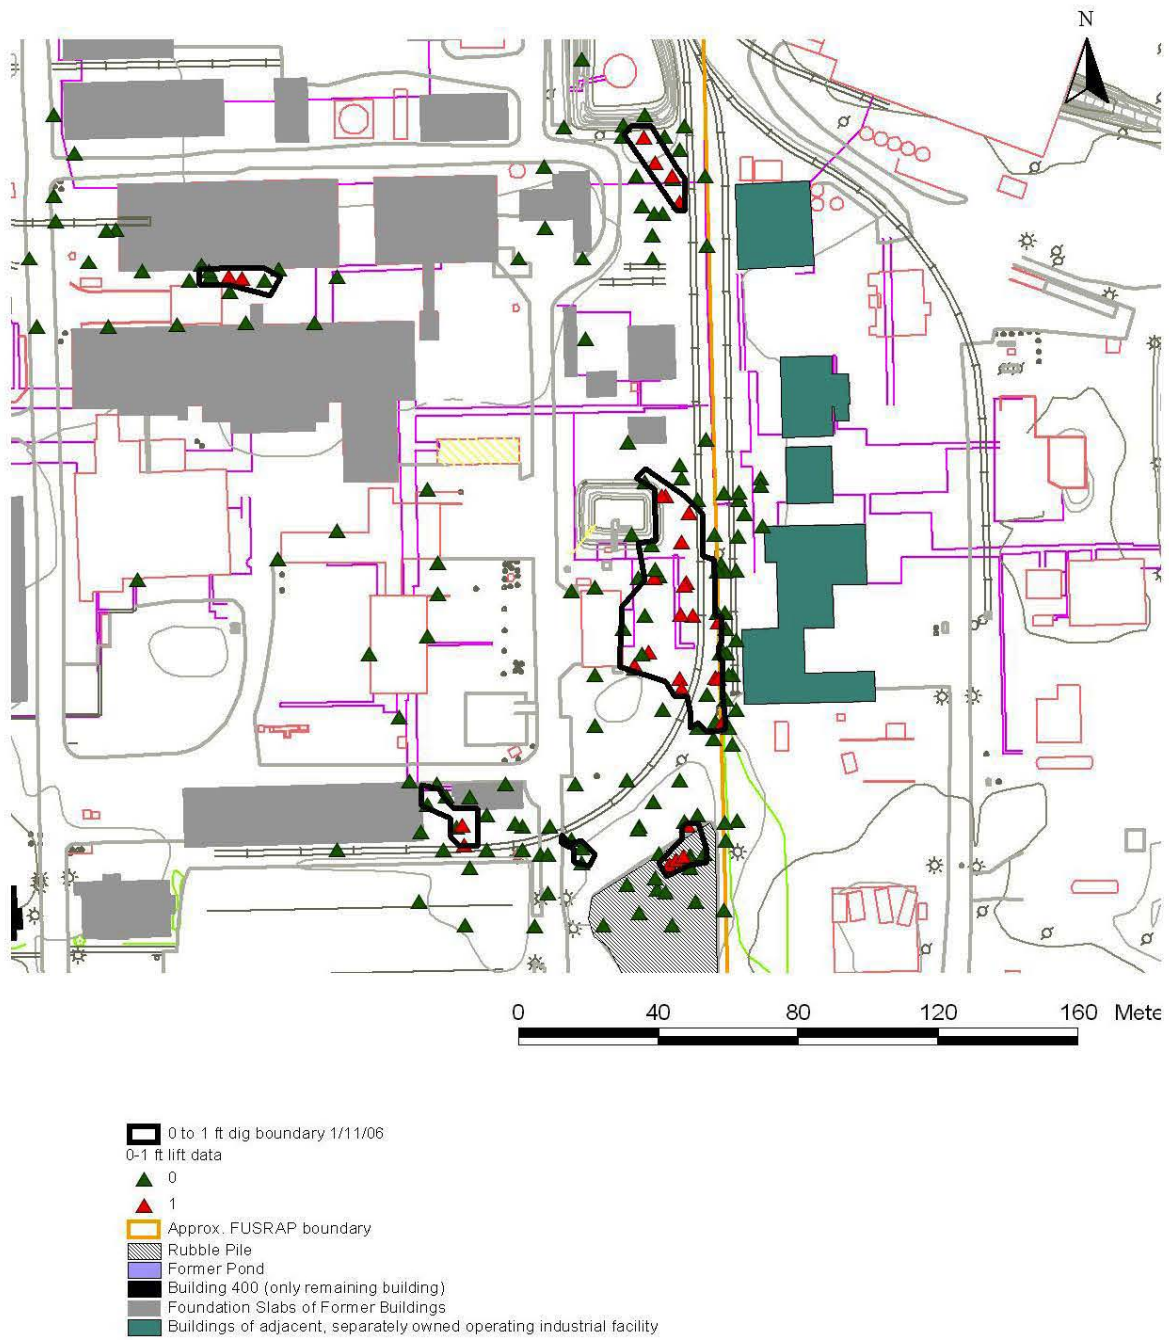 N
0 40 80 120 160 Mete
0 to 1 ft dig boundary 1/11/06
0-1 ft lift data
0
1
Approx. FUSRAP boundary
Rubble Pile
Former Pond
Building 400 (only remaining building)
Foundation Slabs of Former Buildings
Buildings of adjacent, separately owned operating industrial facility